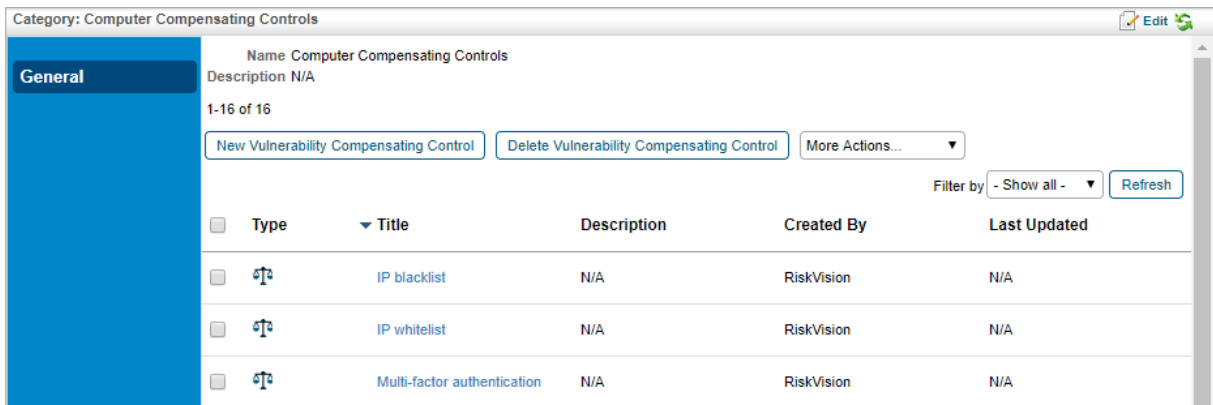 Category: Computer Compensating Controls Edit
General
Name Computer Compensating Controls
Description N/A
1-16 of 16
New Vulnerability Compensating Control Delete Vulnerability Compensating Control More Actions...
Filter by - Show all - Refresh
Type Title Description Created By Last Updated
IP blacklist N/A RiskVision N/A
IP whitelist N/A RiskVision N/A
Multi-factor authentication N/A RiskVision N/A